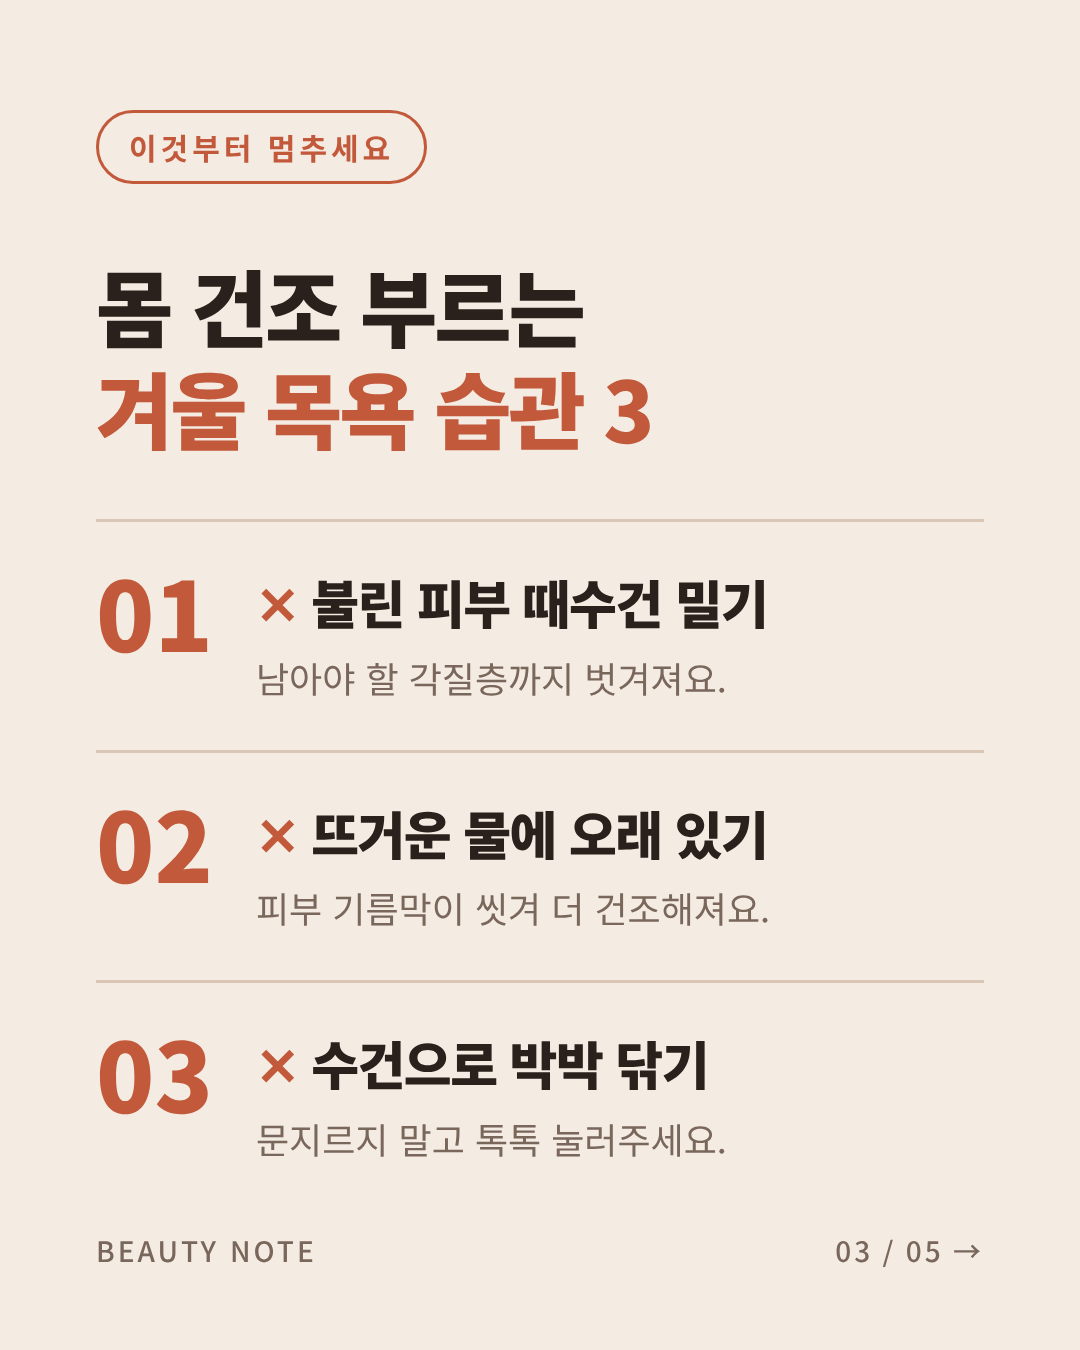 이것부터 멈추세요
몸 건조 부르는
겨울 목욕 습관 3
01
× 불린 피부 때수건 밀기
남아야 할 각질층까지 벗겨져요.
02
× 뜨거운 물에 오래 있기
피부 기름막이 씻겨 더 건조해져요.
03
× 수건으로 박박 닦기
문지르지 말고 톡톡 눌러주세요.
BEAUTY NOTE
03 / 05 →